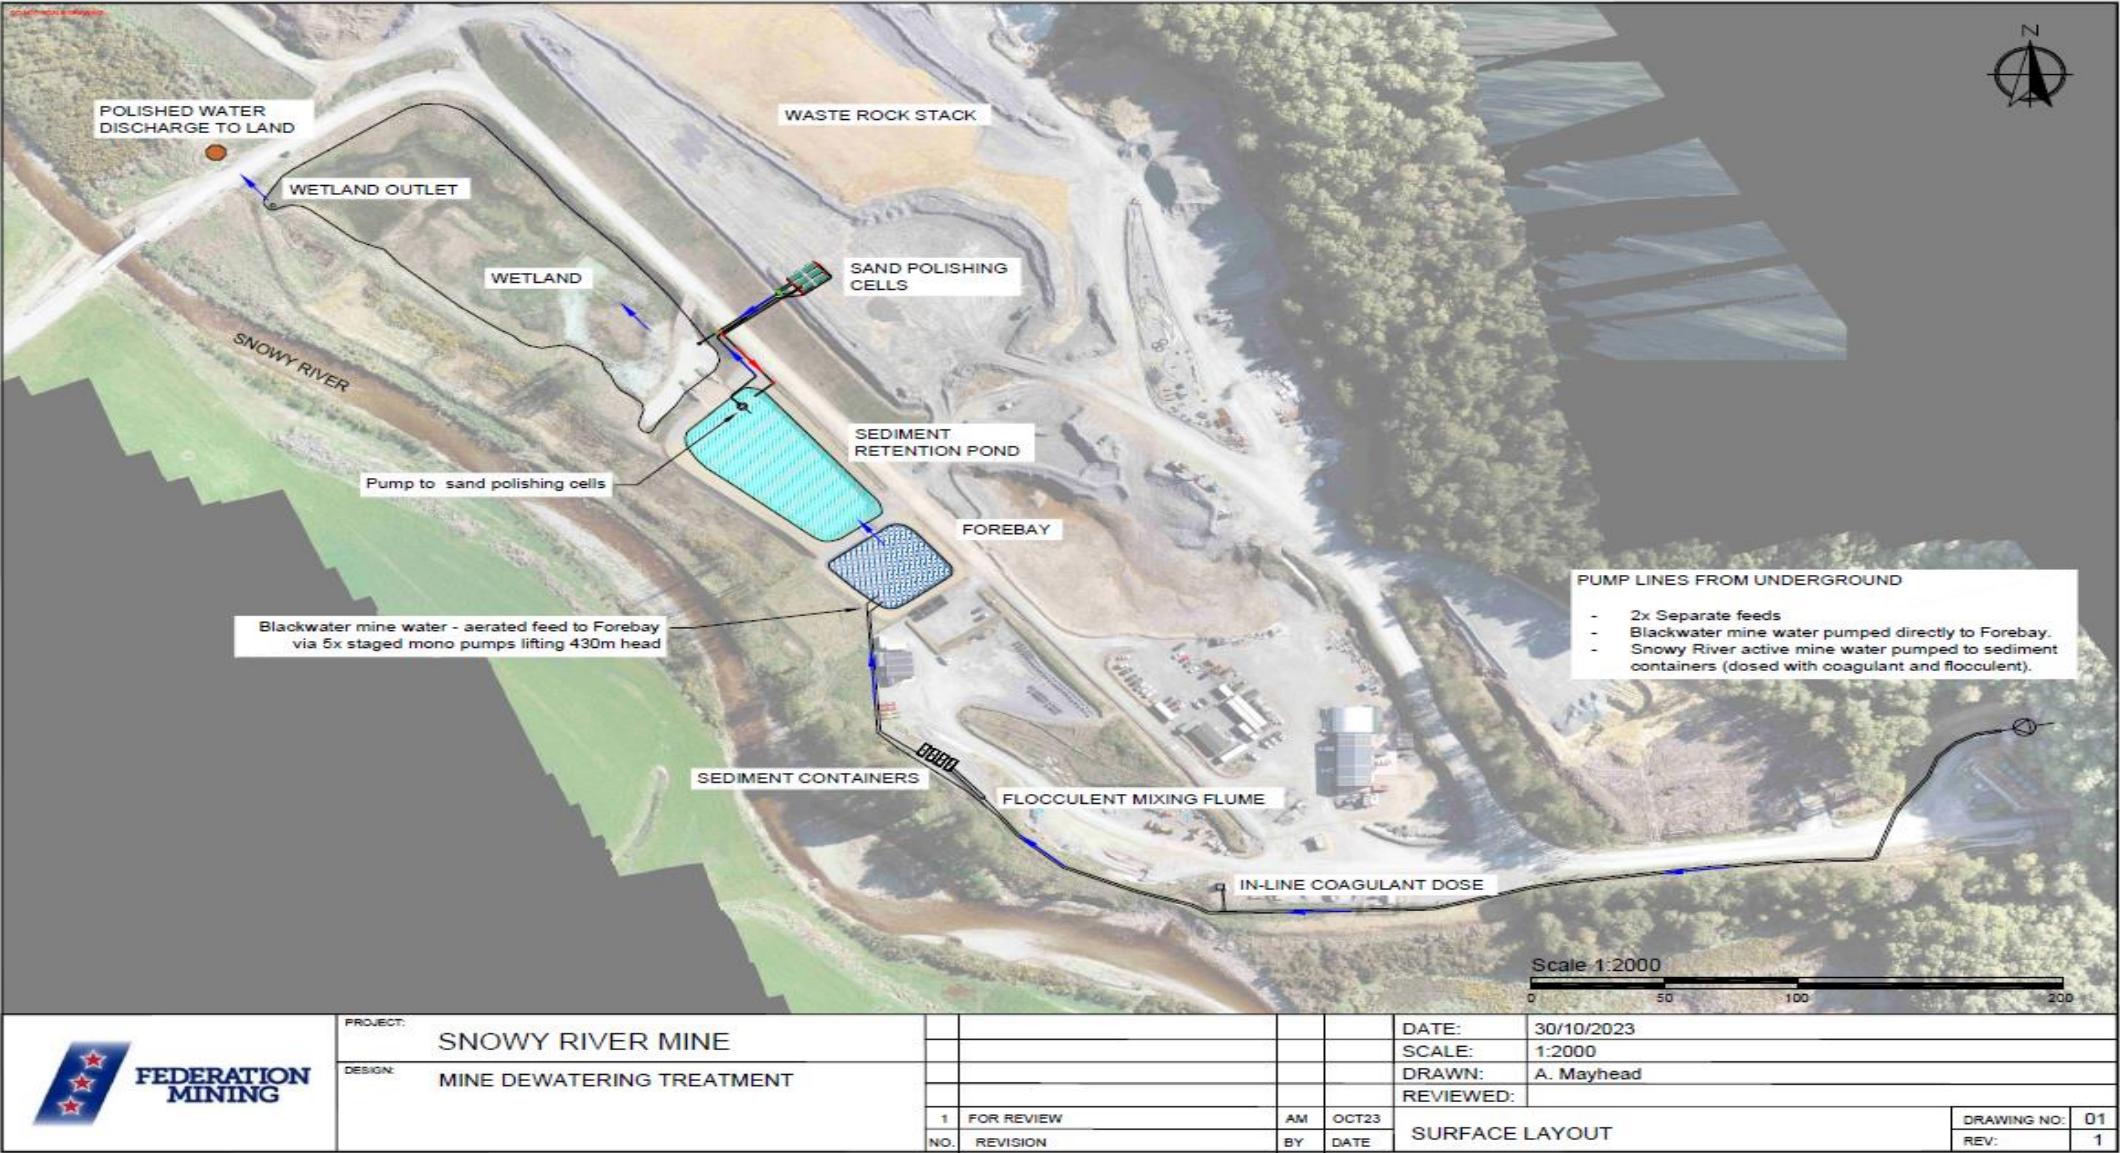 DO NOT SCALE DRAWING
N
POLISHED WATER
DISCHARGE TO LAND
WASTE ROCK STACK
WETLAND OUTLET
WETLAND
SAND POLISHING
CELLS
SNOWY RIVER
SEDIMENT
RETENTION POND
Pump to sand polishing cells
FOREBAY
PUMP LINES FROM UNDERGROUND
- 2x Separate feeds
- Blackwater mine water pumped directly to Forebay.
- Snowy River active mine water pumped to sediment
containers (dosed with coagulant and flocculent).
Blackwater mine water - aerated feed to Forebay
via 5x staged mono pumps lifting 430m head
SEDIMENT CONTAINERS
FLOCCULENT MIXING FLUME
IN-LINE COAGULANT DOSE
Scale 1:2000
0 50 100 200
FEDERATION
MINING
PROJECT:
SNOWY RIVER MINE
DESIGN:
MINE DEWATERING TREATMENT
1 FOR REVIEW AM OCT23
NO. REVISION BY DATE
DATE: 30/10/2023
SCALE: 1:2000
DRAWN: A. Mayhead
REVIEWED:
SURFACE LAYOUT
DRAWING NO: 01
REV: 1